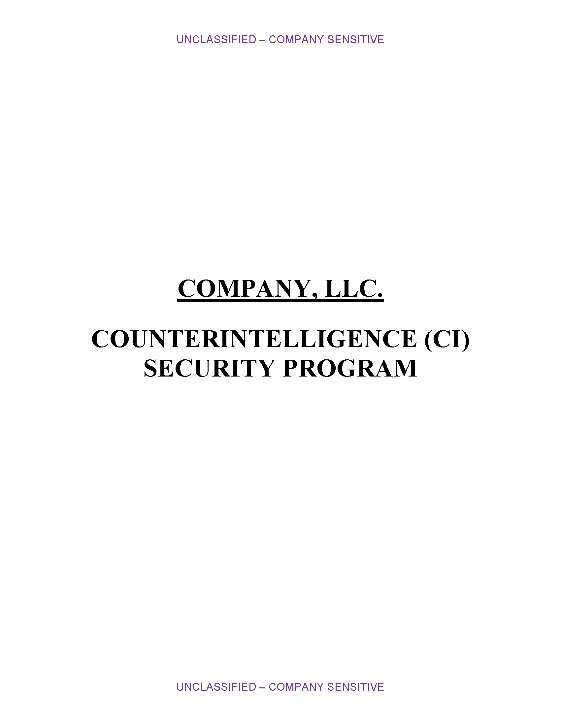 UNCLASSIFIED – COMPANY SENSITIVE
COMPANY, LLC.
COUNTERINTELLIGENCE (CI)
SECURITY PROGRAM
UNCLASSIFIED – COMPANY SENSITIVE